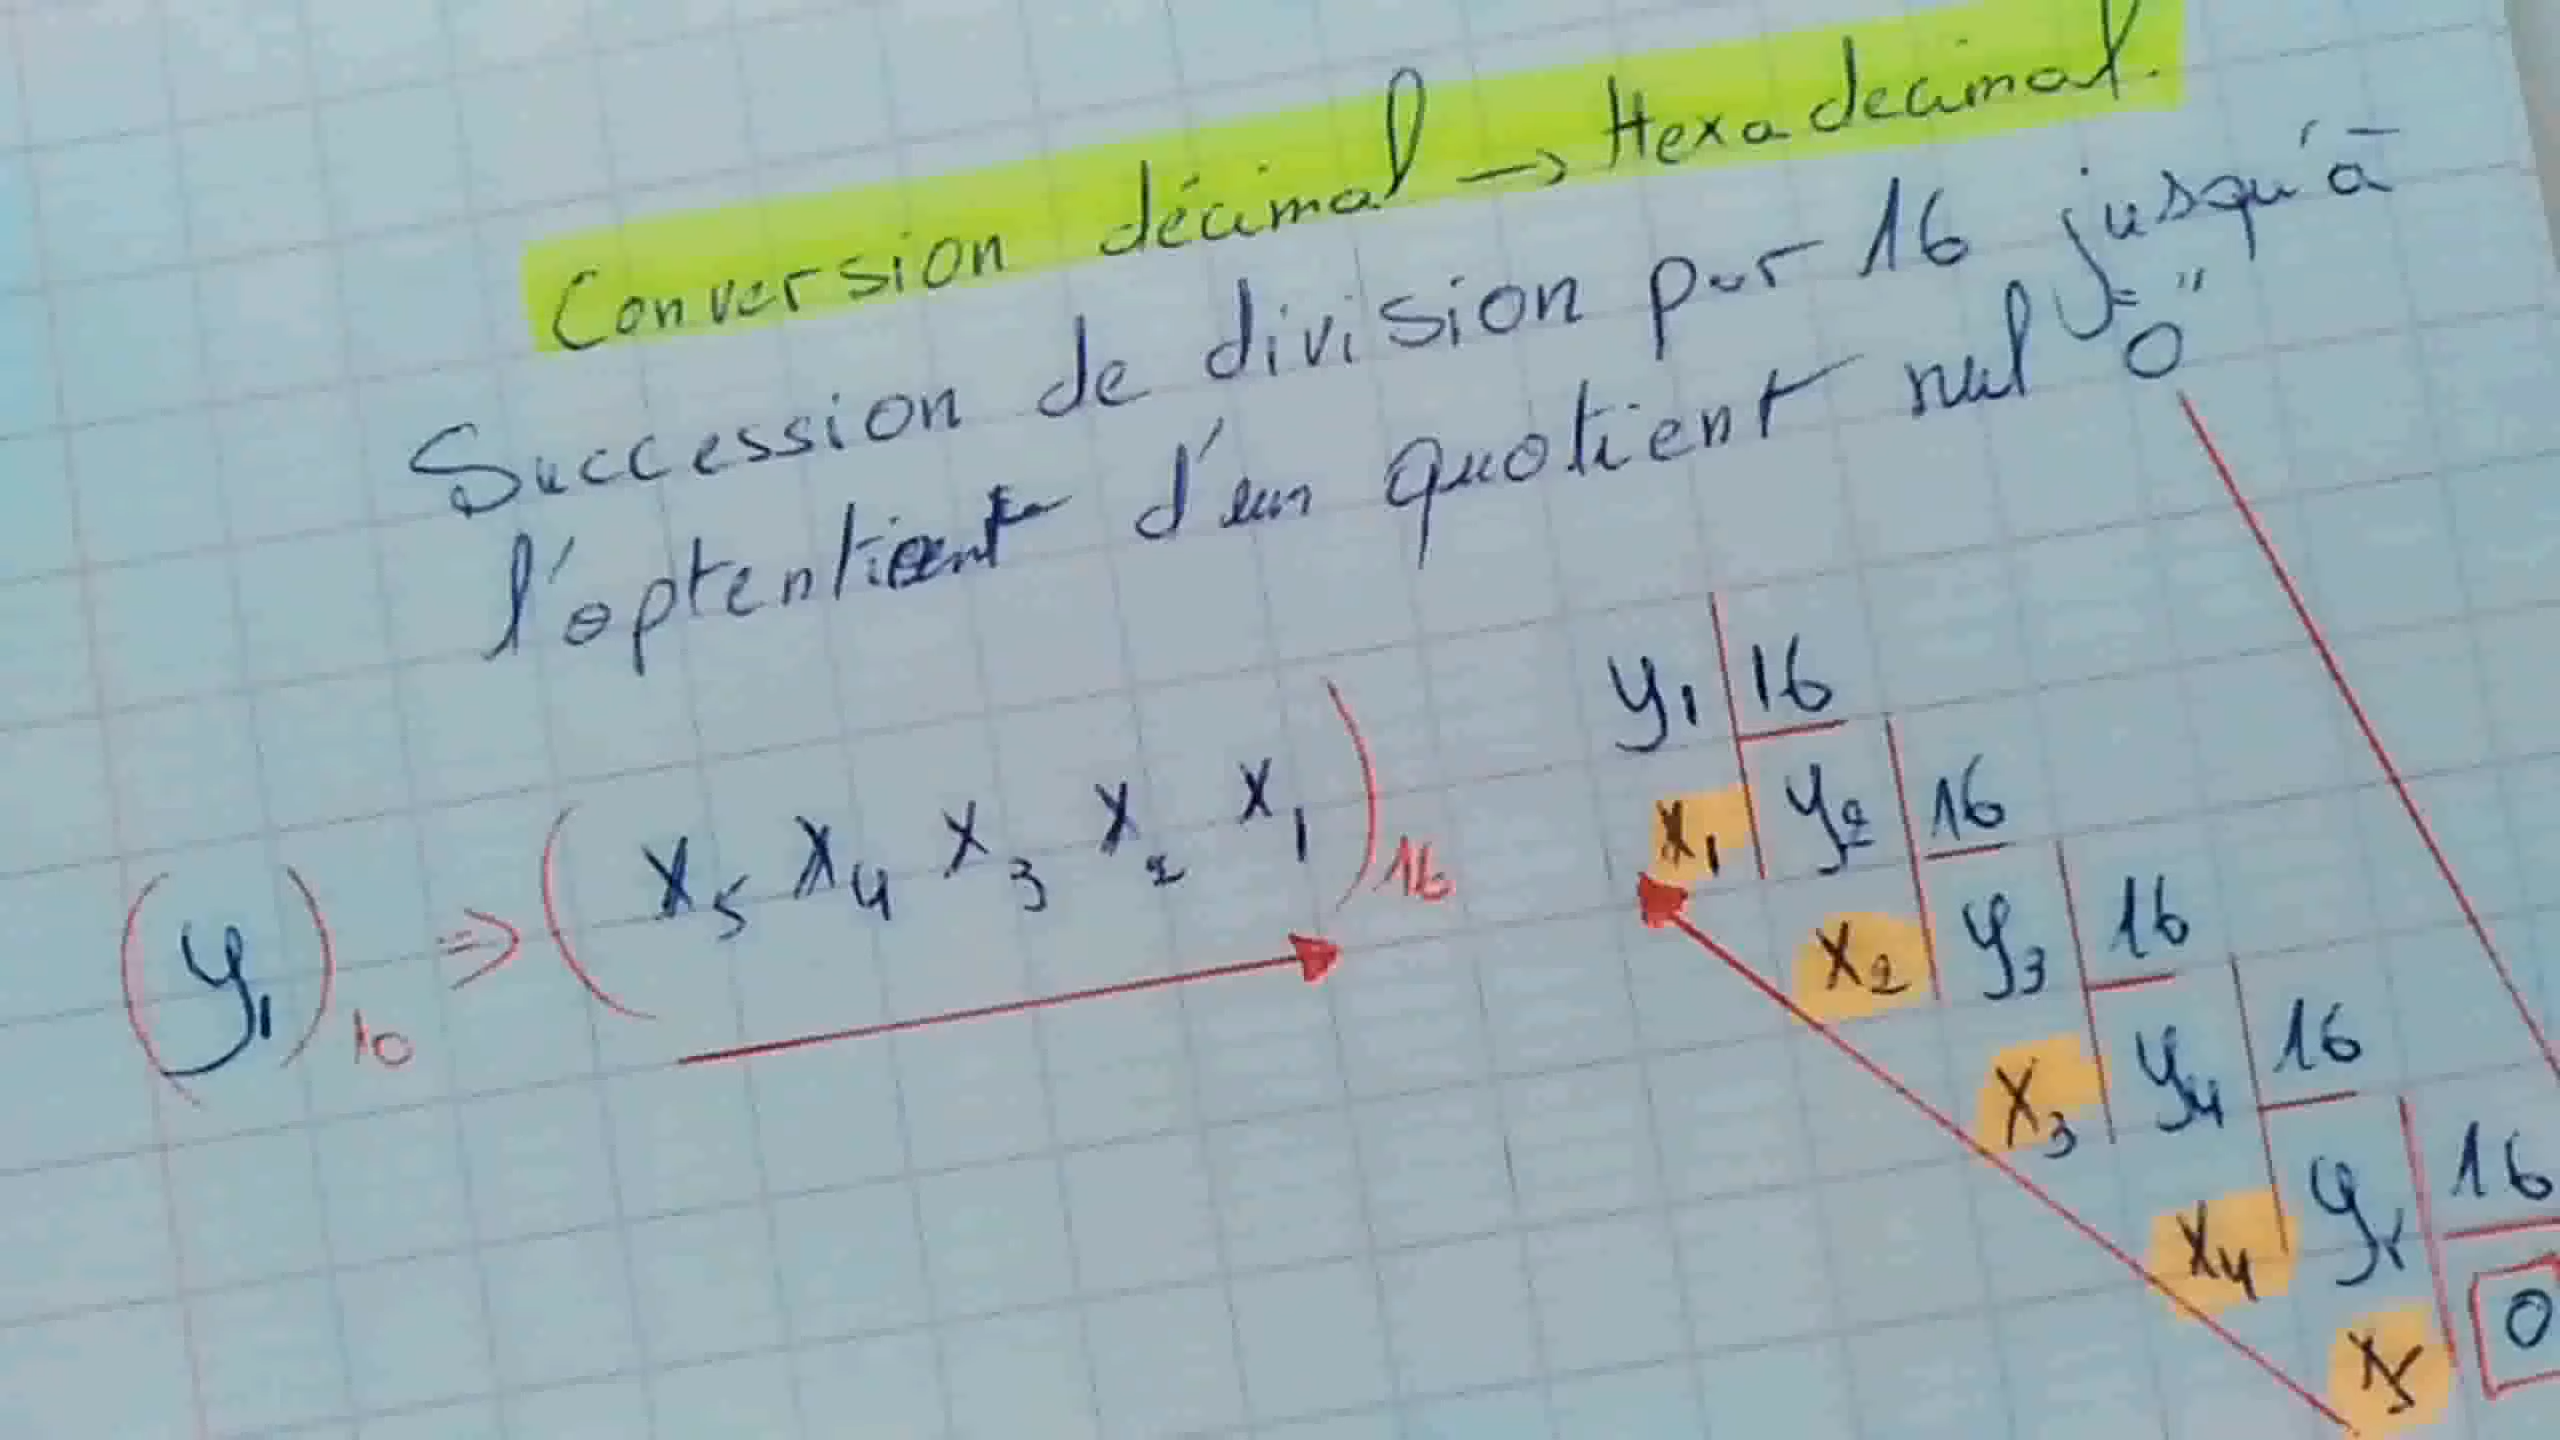 Conversion décimal → Hexadecimal.
Succession de division par 16 jusqu'à
l'optentient d'un quotient nul "= 0"
(y₁)₁₀ ⇒ (x₅ x₄ x₃ x₂ x₁)₁₆
y₁ 16
x₁ y₂ 16
x₂ y₃ 16
x₃ y₄ 16
x₄ y₅ 16
x₅ 0